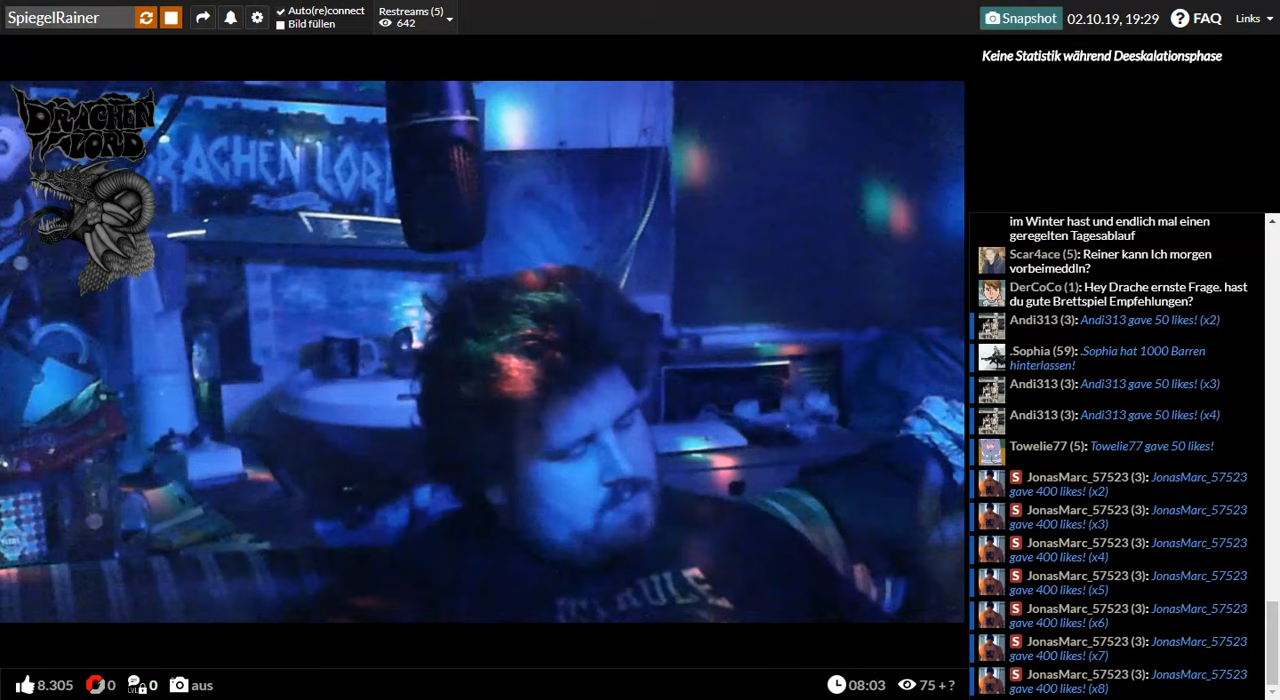 SpiegelRainer
Auto(re)connect
Bild füllen
Restreams (5)
642
Snapshot
02.10.19, 19:29
FAQ
Links
Keine Statistik während Deeskalationsphase
DRACHEN
LORD
DRACHEN LORD
im Winter hast und endlich mal einen
geregelten Tagesablauf
Scar4ace (5): Reiner kann Ich morgen
vorbeimeddln?
DerCoCo (1): Hey Drache ernste Frage. hast
du gute Brettspiel Empfehlungen?
Andi313 (3): Andi313 gave 50 likes! (x2)
.Sophia (59): .Sophia hat 1000 Barren
hinterlassen!
Andi313 (3): Andi313 gave 50 likes! (x3)
Andi313 (3): Andi313 gave 50 likes! (x4)
Towelie77 (5): Towelie77 gave 50 likes!
S JonasMarc_57523 (3): JonasMarc_57523
gave 400 likes! (x2)
S JonasMarc_57523 (3): JonasMarc_57523
gave 400 likes! (x3)
S JonasMarc_57523 (3): JonasMarc_57523
gave 400 likes! (x4)
S JonasMarc_57523 (3): JonasMarc_57523
gave 400 likes! (x5)
S JonasMarc_57523 (3): JonasMarc_57523
gave 400 likes! (x6)
S JonasMarc_57523 (3): JonasMarc_57523
gave 400 likes! (x7)
S JonasMarc_57523 (3): JonasMarc_57523
gave 400 likes! (x8)
8.305
0
LVL
0
aus
08:03
75 + ?